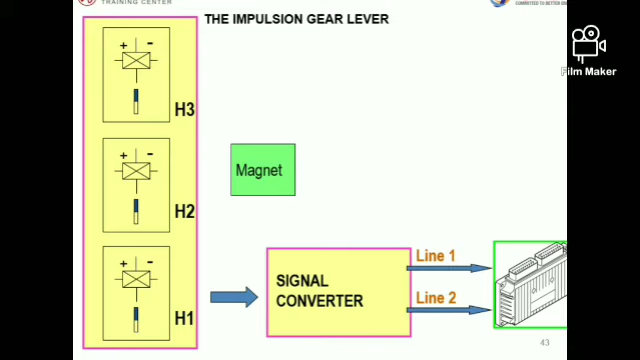 TRAINING CENTER
COMMITTED TO BETTER
THE IMPULSION GEAR LEVER
Film Maker
+ -
H3
+ -
H2
Magnet
+ -
H1
SIGNAL
CONVERTER
Line 1
Line 2
43